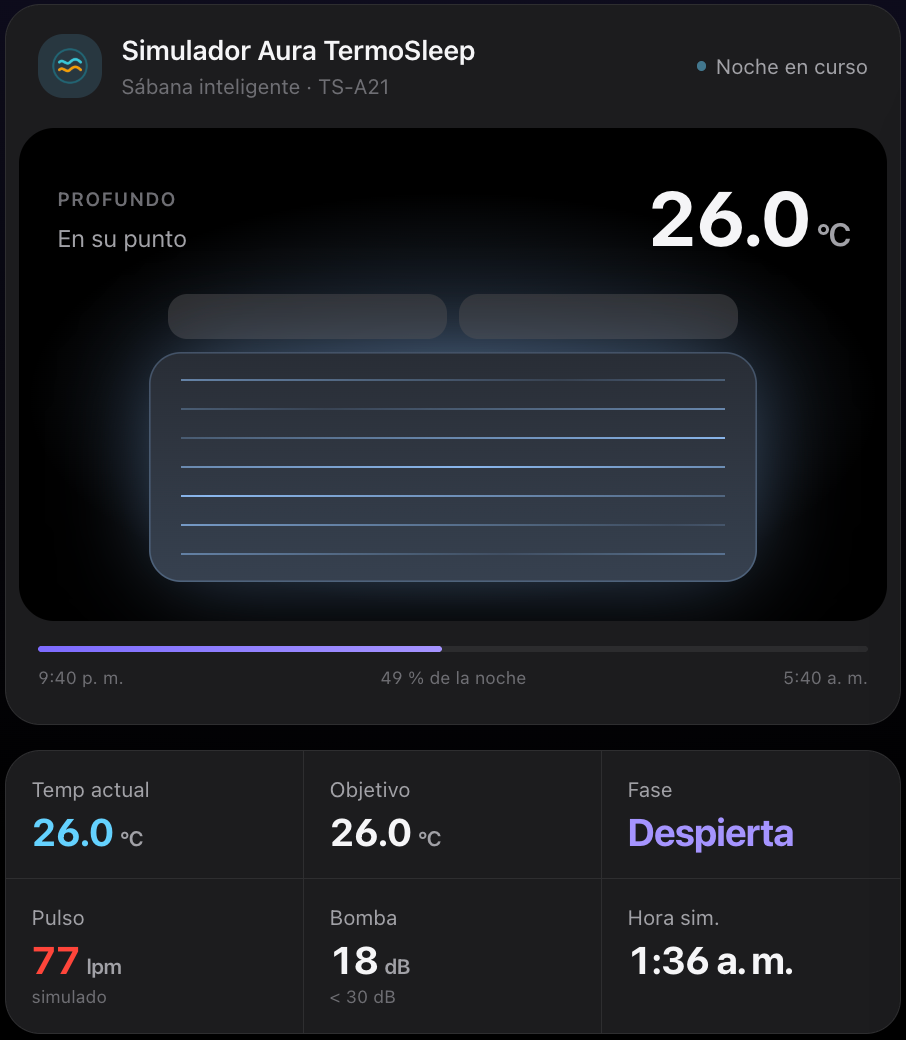 Simulador Aura TermoSleep
Sábana inteligente · TS-A21
Noche en curso
PROFUNDO
En su punto
26.0 °C
9:40 p. m.
49 % de la noche
5:40 a. m.
Temp actual
26.0 °C
Objetivo
26.0 °C
Fase
Despierta
Pulso
77 lpm
simulado
Bomba
18 dB
< 30 dB
Hora sim.
1:36 a. m.